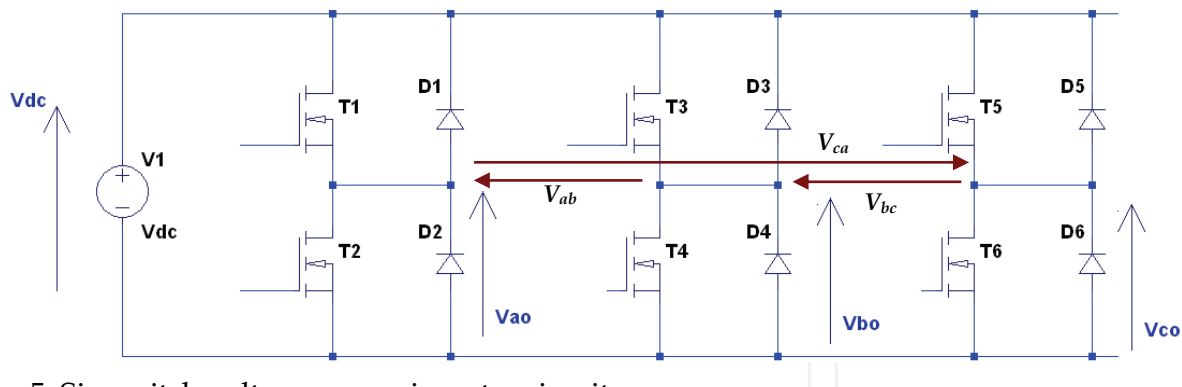 D1
D3
D5
Vdc
T1
T3
T5
V1
Vca
Vab
Vbc
Vdc
D2
D4
D6
T2
T4
T6
Vao
Vbo
Vco